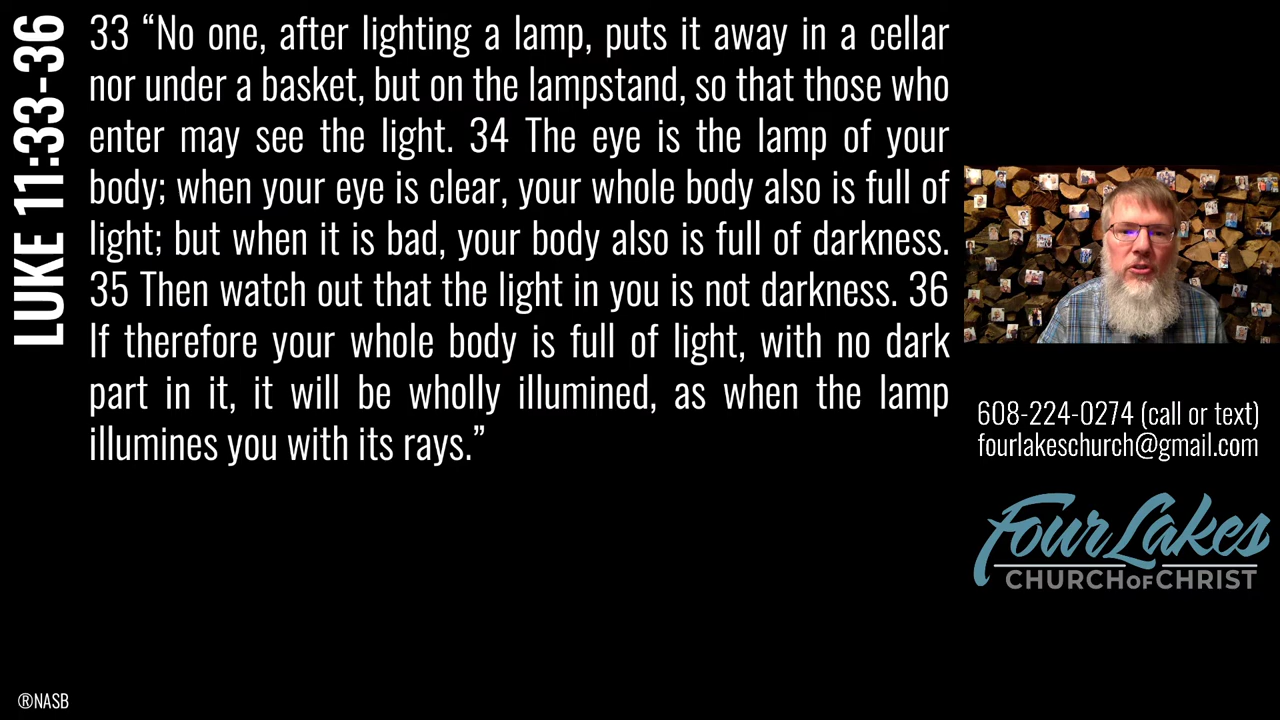 LUKE 11:33-36
33 “No one, after lighting a lamp, puts it away in a cellar
nor under a basket, but on the lampstand, so that those who
enter may see the light. 34 The eye is the lamp of your
body; when your eye is clear, your whole body also is full of
light; but when it is bad, your body also is full of darkness.
35 Then watch out that the light in you is not darkness. 36
If therefore your whole body is full of light, with no dark
part in it, it will be wholly illumined, as when the lamp
illumines you with its rays.”
608-224-0274 (call or text)
fourlakeschurch@gmail.com
Four Lakes
CHURCH OF CHRIST
®NASB